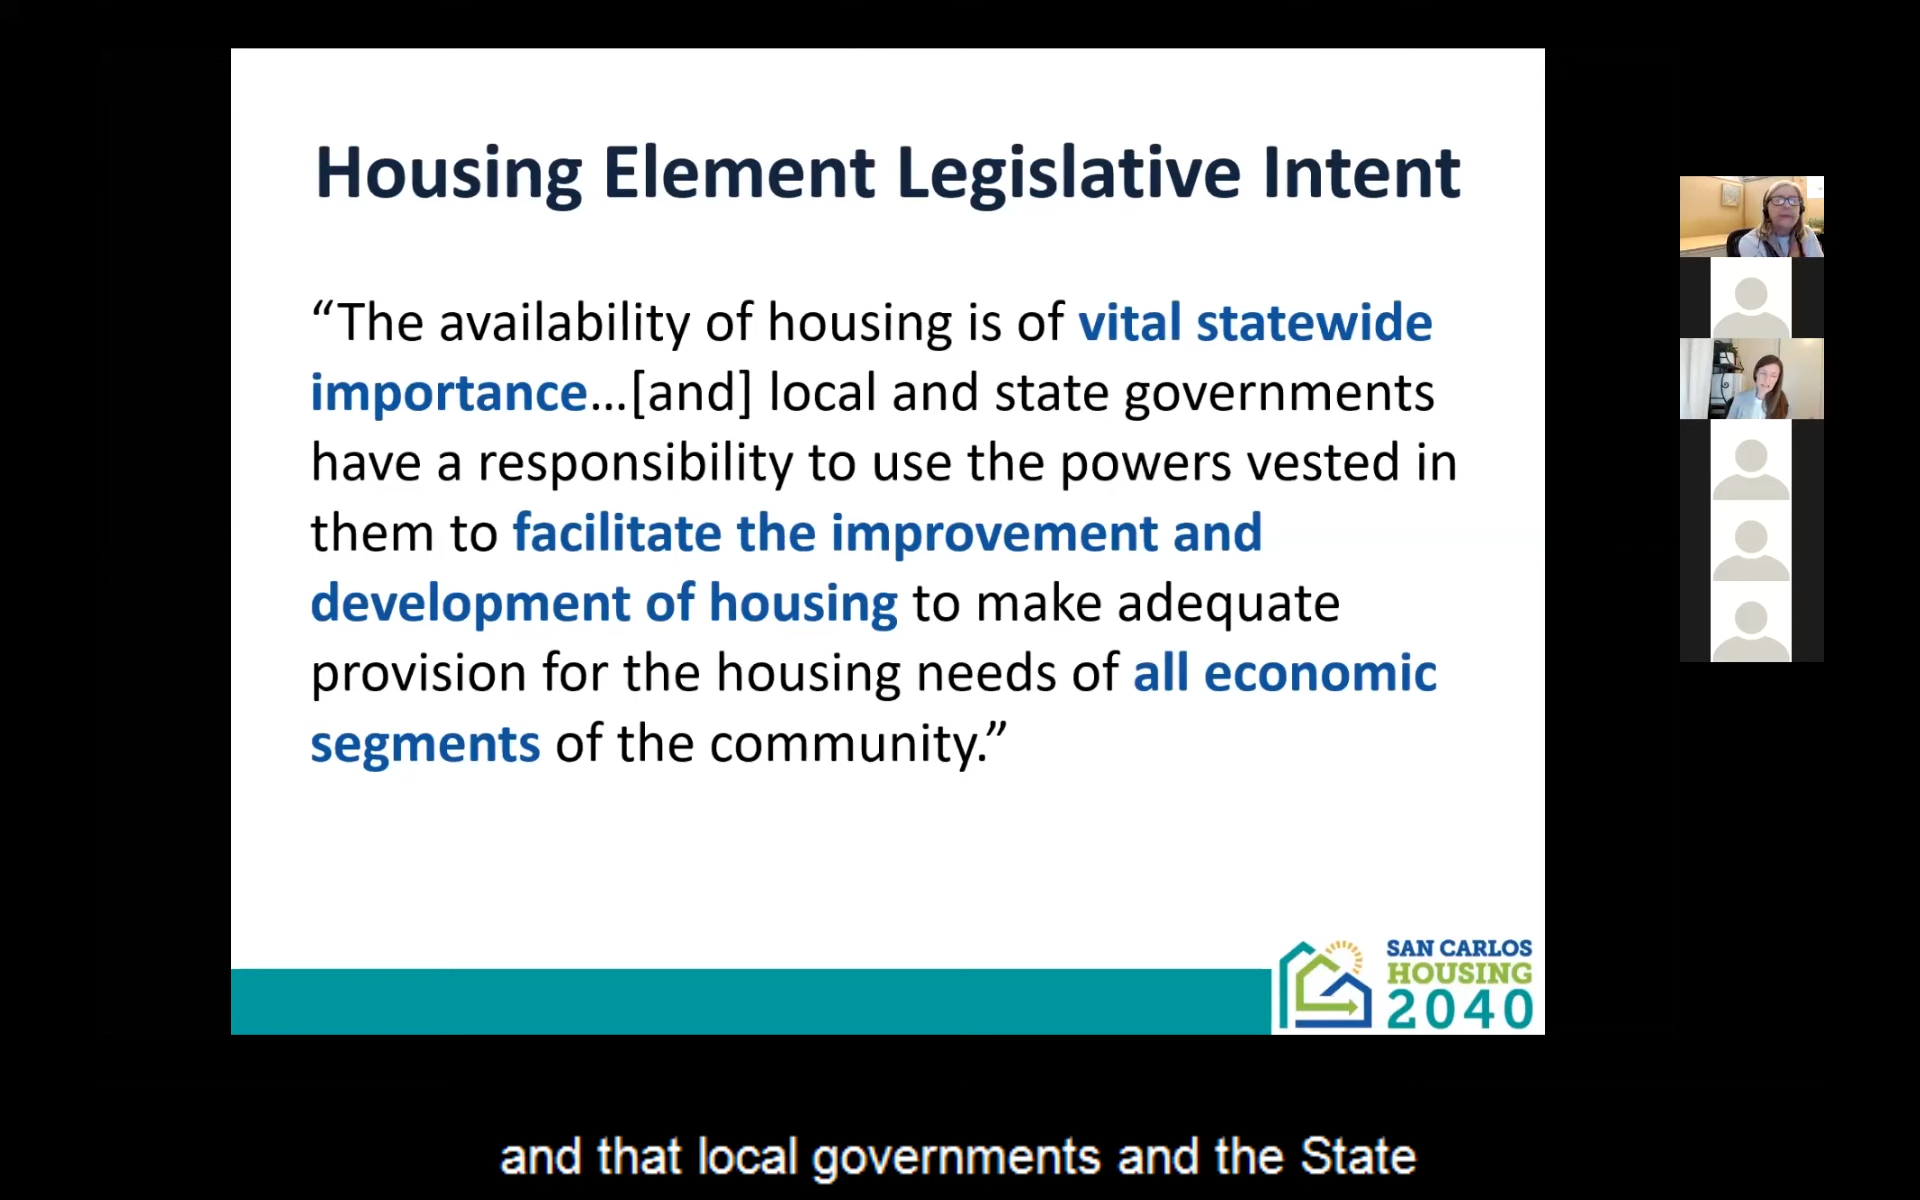 Housing Element Legislative Intent
“The availability of housing is of vital statewide
importance...[and] local and state governments
have a responsibility to use the powers vested in
them to facilitate the improvement and
development of housing to make adequate
provision for the housing needs of all economic
segments of the community.”
SAN CARLOS
HOUSING
2040
and that local governments and the State